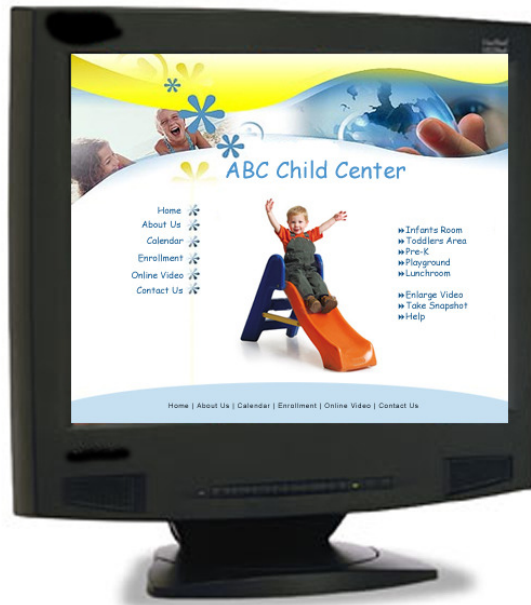 ABC Child Center
Home
About Us
Calendar
Enrollment
Online Video
Contact Us
»Infants Room
»Toddlers Area
»Pre-K
»Playground
»Lunchroom
»Enlarge Video
»Take Snapshot
»Help
Home | About Us | Calendar | Enrollment | Online Video | Contact Us